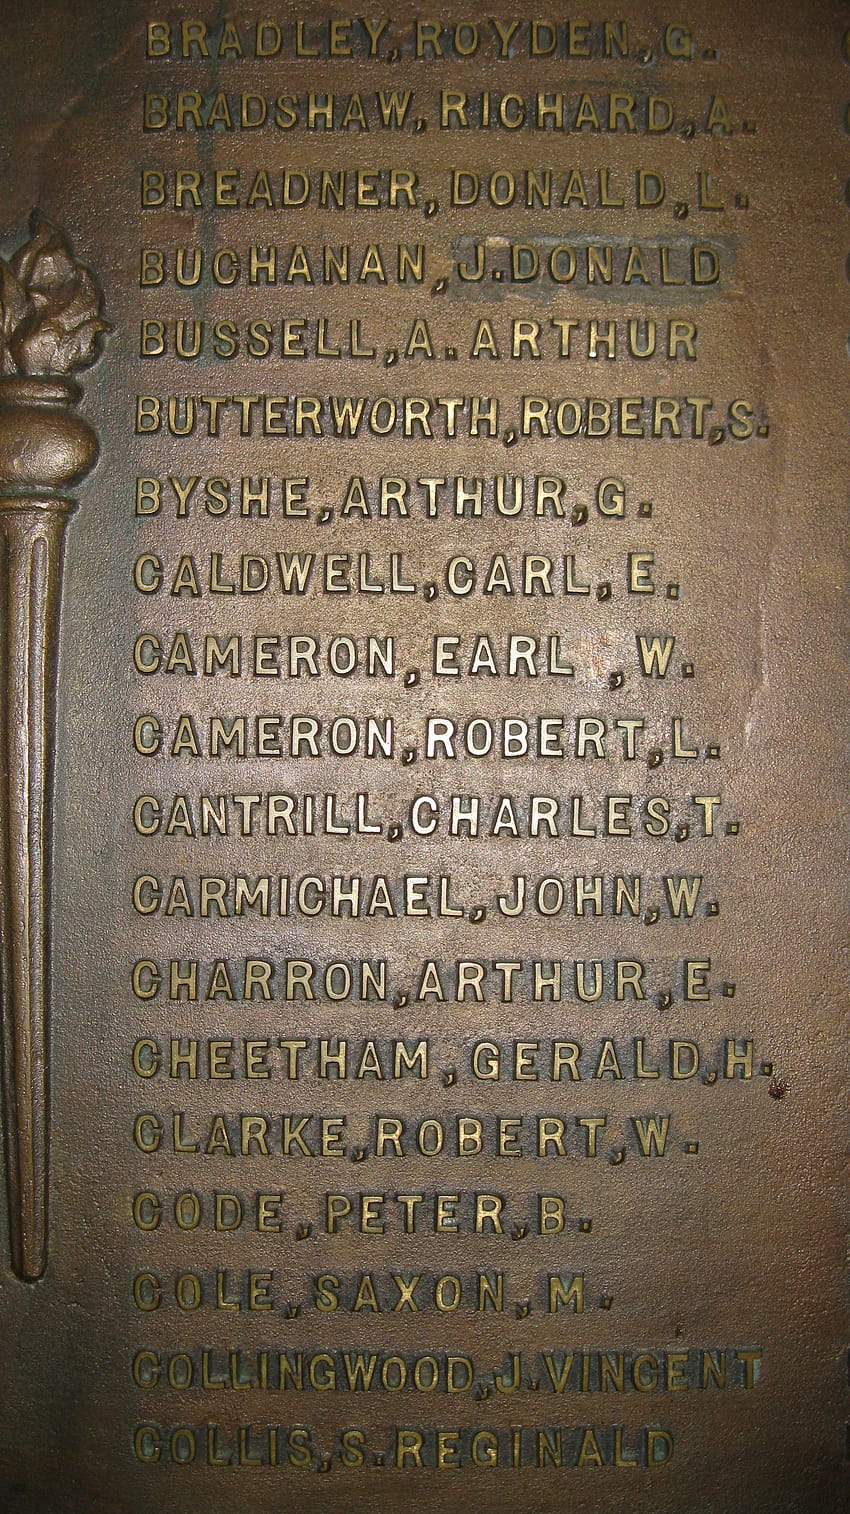 BRADLEY, ROYDEN, G.
BRADSHAW, RICHARD, A.
BREADNER, DONALD, L.
BUCHANAN, J. DONALD
BUSSELL, A. ARTHUR
BUTTERWORTH, ROBERT, S.
BYSHE, ARTHUR, G.
CALDWELL, CARL, E.
CAMERON, EARL , W.
CAMERON, ROBERT, L.
CANTRILL, CHARLES, T.
CARMICHAEL, JOHN, W.
CHARRON, ARTHUR, E.
CHEETHAM, GERALD, H.
CLARKE, ROBERT, W.
CODE, PETER, B.
COLE, SAXON, M.
COLLINGWOOD, J. VINCENT
COLLIS, S. REGINALD